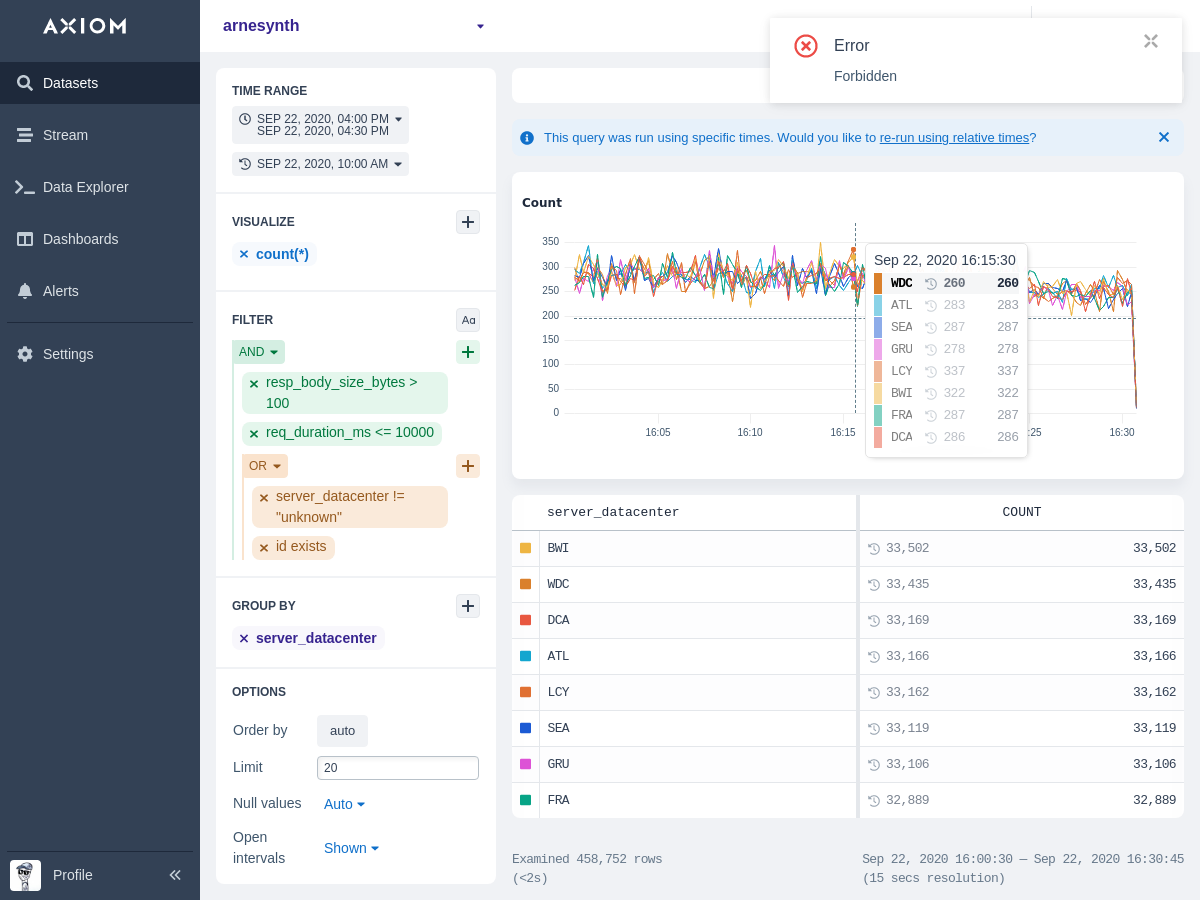 AXIOM
Datasets
Stream
Data Explorer
Dashboards
Alerts
Settings
Profile
arnesynth
Error
Forbidden
TIME RANGE
SEP 22, 2020, 04:00 PM
SEP 22, 2020, 04:30 PM
SEP 22, 2020, 10:00 AM
VISUALIZE
count(*)
FILTER
Aa
AND
resp_body_size_bytes >
100
req_duration_ms <= 10000
OR
server_datacenter !=
"unknown"
id exists
GROUP BY
server_datacenter
OPTIONS
Order by auto
Limit 20
Null values Auto
Open
intervals Shown
This query was run using specific times. Would you like to re-run using relative times?
Count
350
300
250
200
150
100
50
0
16:05 16:10 16:15 :25 16:30
Sep 22, 2020 16:15:30
WDC 260 260
ATL 283 283
SEA 287 287
GRU 278 278
LCY 337 337
BWI 322 322
FRA 287 287
DCA 286 286
server_datacenter COUNT
BWI 33,502 33,502
WDC 33,435 33,435
DCA 33,169 33,169
ATL 33,166 33,166
LCY 33,162 33,162
SEA 33,119 33,119
GRU 33,106 33,106
FRA 32,889 32,889
Examined 458,752 rows
(<2s)
Sep 22, 2020 16:00:30 — Sep 22, 2020 16:30:45
(15 secs resolution)